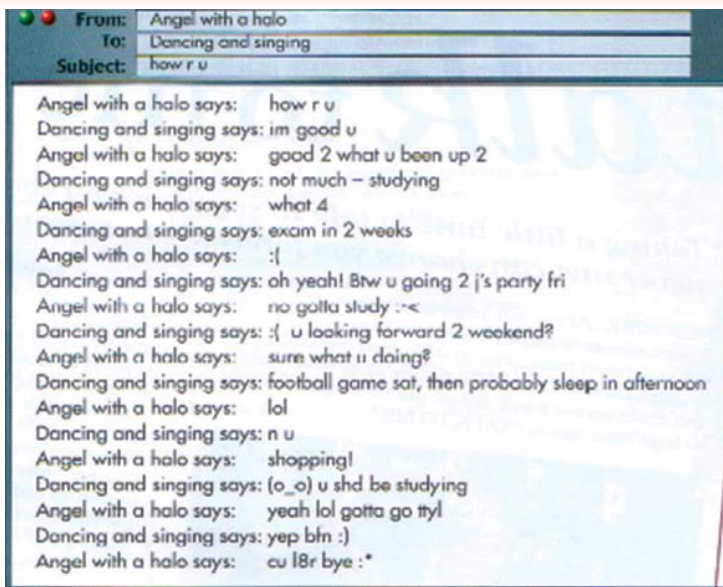 From: Angel with a halo
To: Dancing and singing
Subject: how r u
Angel with a halo says: how r u
Dancing and singing says: im good u
Angel with a halo says: good 2 what u been up 2
Dancing and singing says: not much – studying
Angel with a halo says: what 4
Dancing and singing says: exam in 2 weeks
Angel with a halo says: :(
Dancing and singing says: oh yeah! Btw u going 2 j's party fri
Angel with a halo says: no gotta study :-<
Dancing and singing says: :( u looking forward 2 weekend?
Angel with a halo says: sure what u doing?
Dancing and singing says: football game sat, then probably sleep in afternoon
Angel with a halo says: lol
Dancing and singing says: n u
Angel with a halo says: shopping!
Dancing and singing says: (o_o) u shd be studying
Angel with a halo says: yeah lol gotta go ttyl
Dancing and singing says: yep bfn :)
Angel with a halo says: cu l8r bye :*